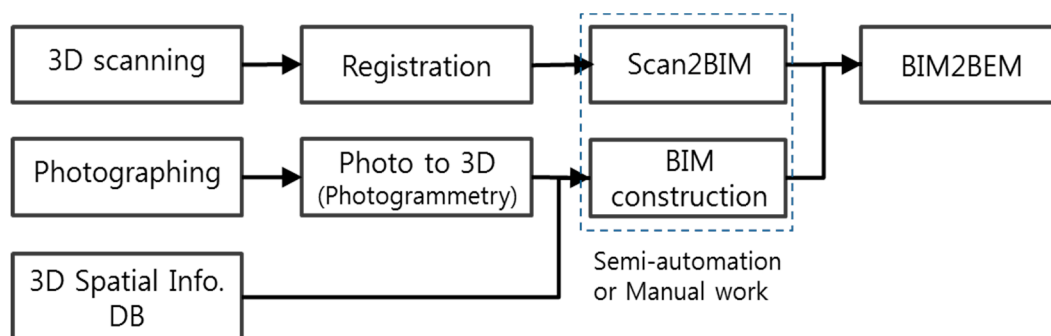 3D scanning
Registration
Scan2BIM
BIM2BEM
Photographing
Photo to 3D
(Photogrammetry)
BIM
construction
3D Spatial Info.
DB
Semi-automation
or Manual work